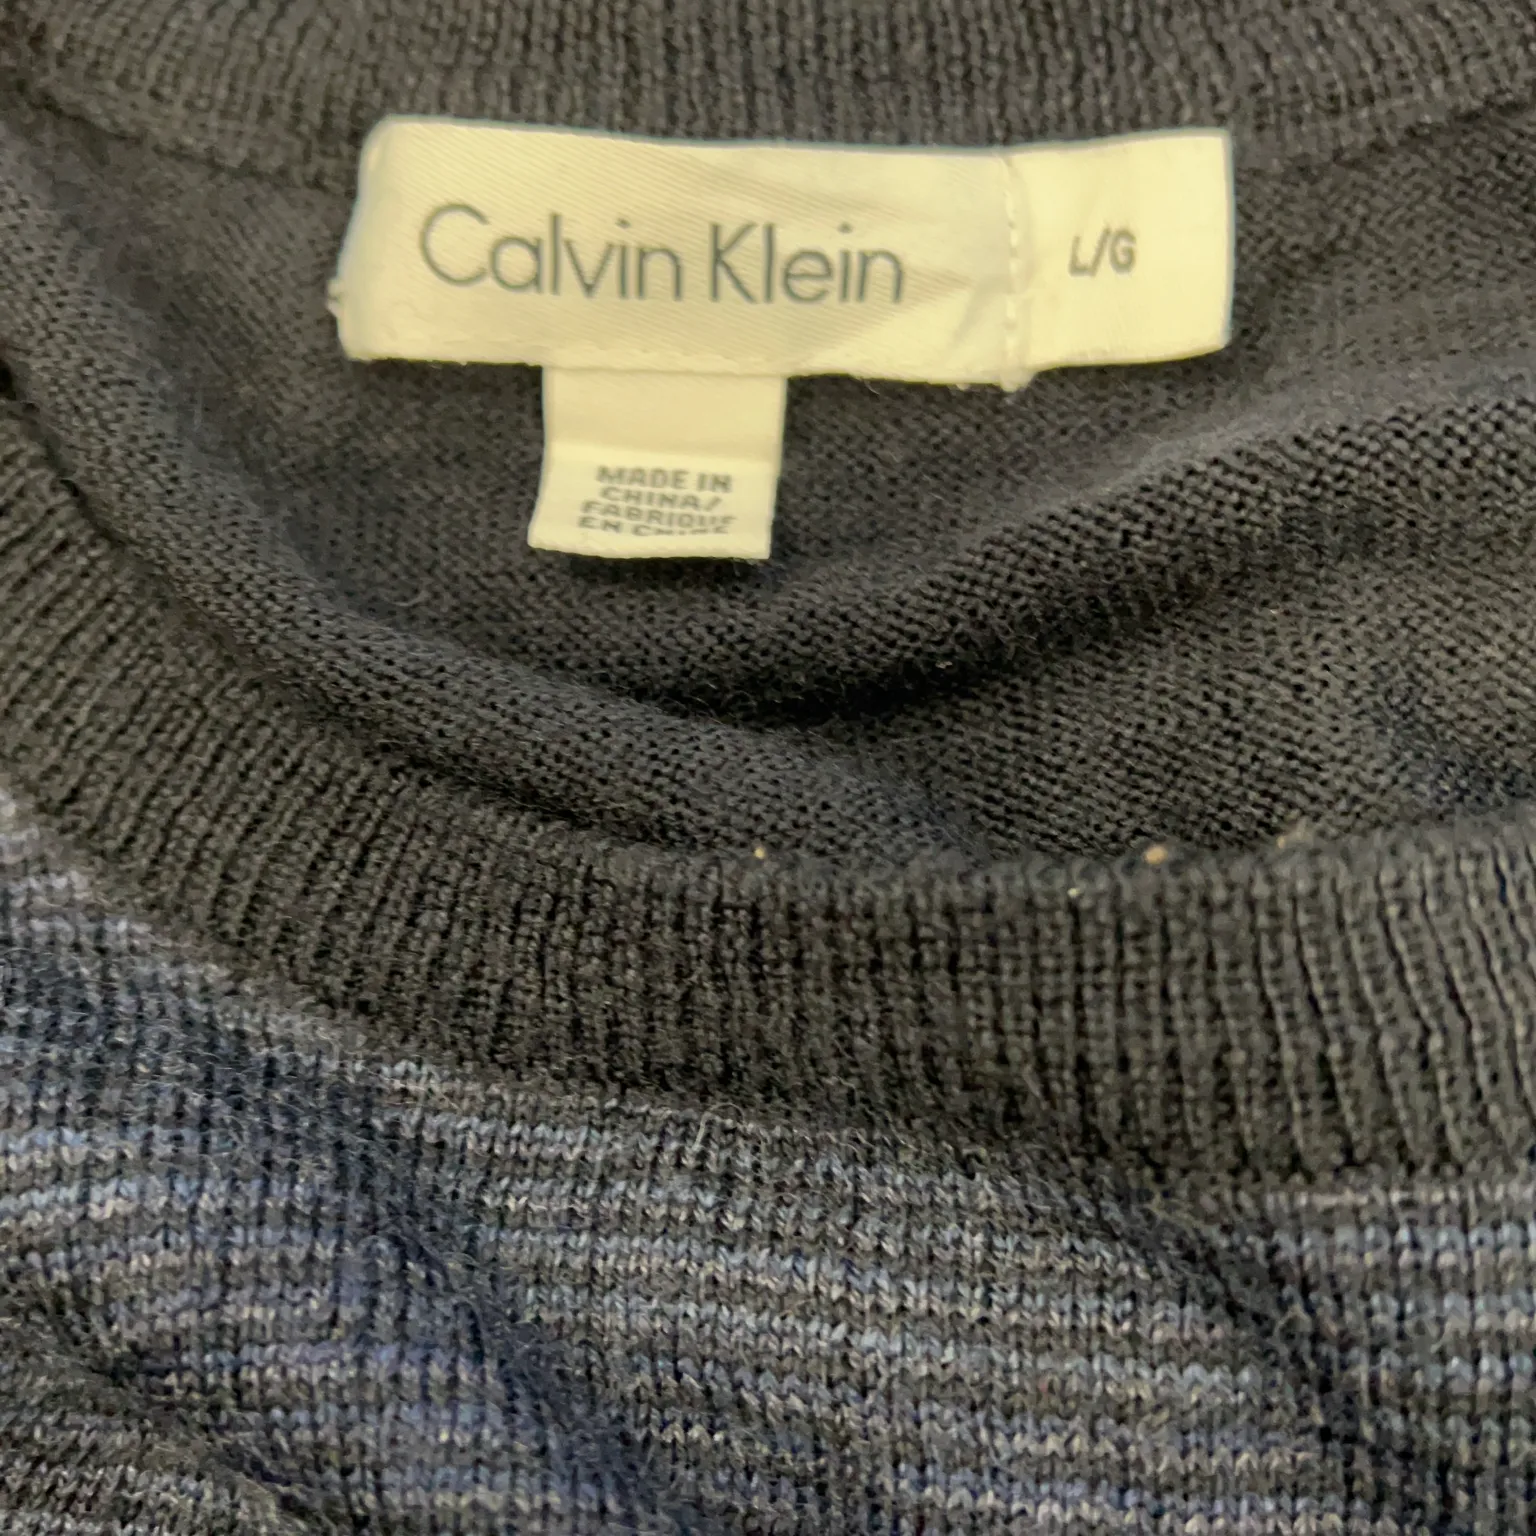 Calvin Klein
L/G
MADE IN
CHINA/
FABRIQUE
EN CHINE